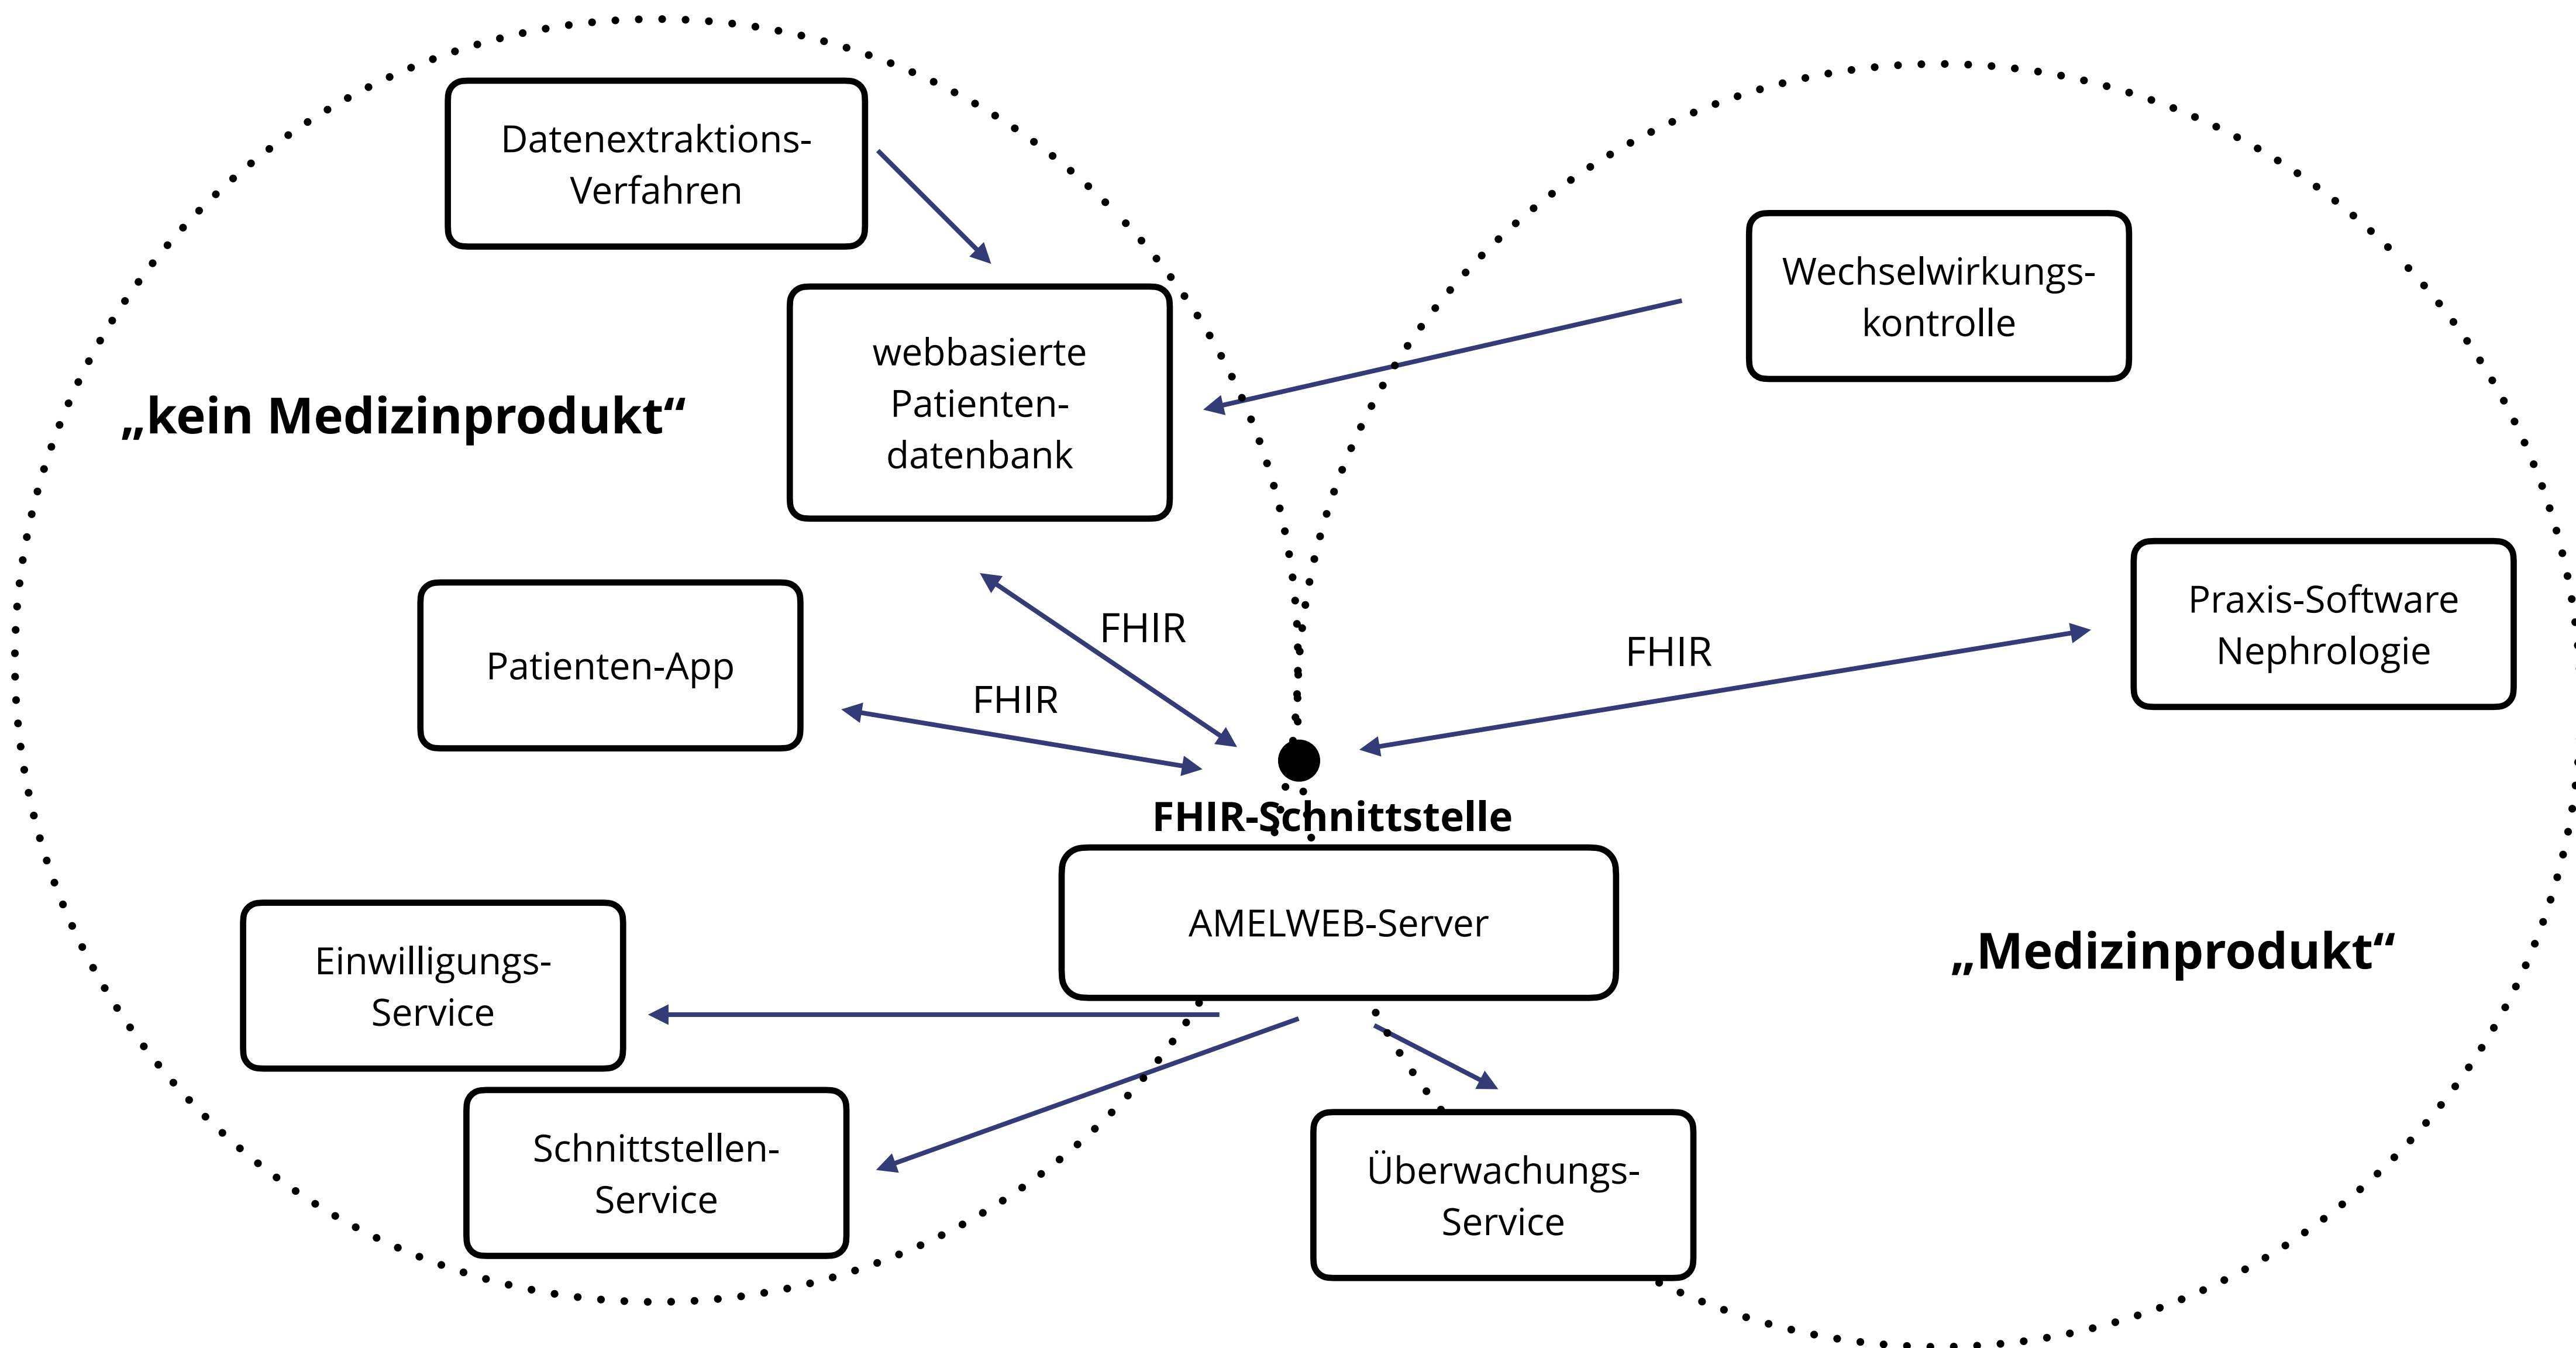 Datenextraktions-
Verfahren
webbasierte
Patienten-
datenbank
Wechselwirkungs-
kontrolle
„kein Medizinprodukt“
Patienten-App
FHIR
FHIR
FHIR
Praxis-Software
Nephrologie
FHIR-Schnittstelle
AMELWEB-Server
„Medizinprodukt“
Einwilligungs-
Service
Schnittstellen-
Service
Überwachungs-
Service